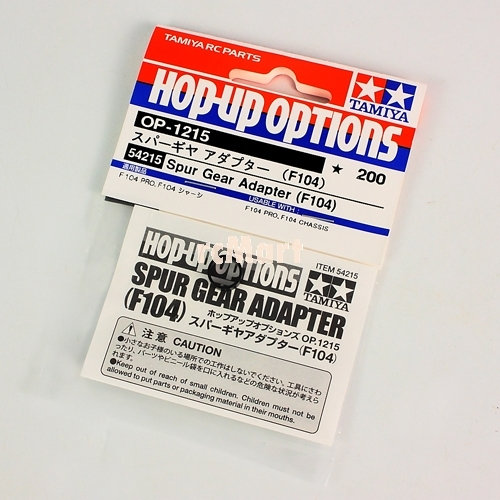 TAMIYA RC PARTS
HOP-UP OPTIONS
TAMIYA
OP-1215
スパーギヤ アダプター (F104)
★ 200
54215 Spur Gear Adapter (F104)
適用製品
USABLE WITH :
F104 PRO, F104 シャーシ
F104 PRO, F104 CHASSIS
rcMart
HOP-UP OPTIONS
ITEM 54215
TAMIYA
SPUR GEAR ADAPTER
(F104)
ホップアップオプションズ OP.1215
スパーギヤアダプター(F104)
注意 CAUTION
●小さなお子様のいる場所での工作はしないでください。工具にさわ
ったり、パーツやビニール袋を口に入れるなどの危険な状況が考えら
れます。
●Keep out of reach of small children. Children must not be
allowed to put parts or packaging material in their mouths.